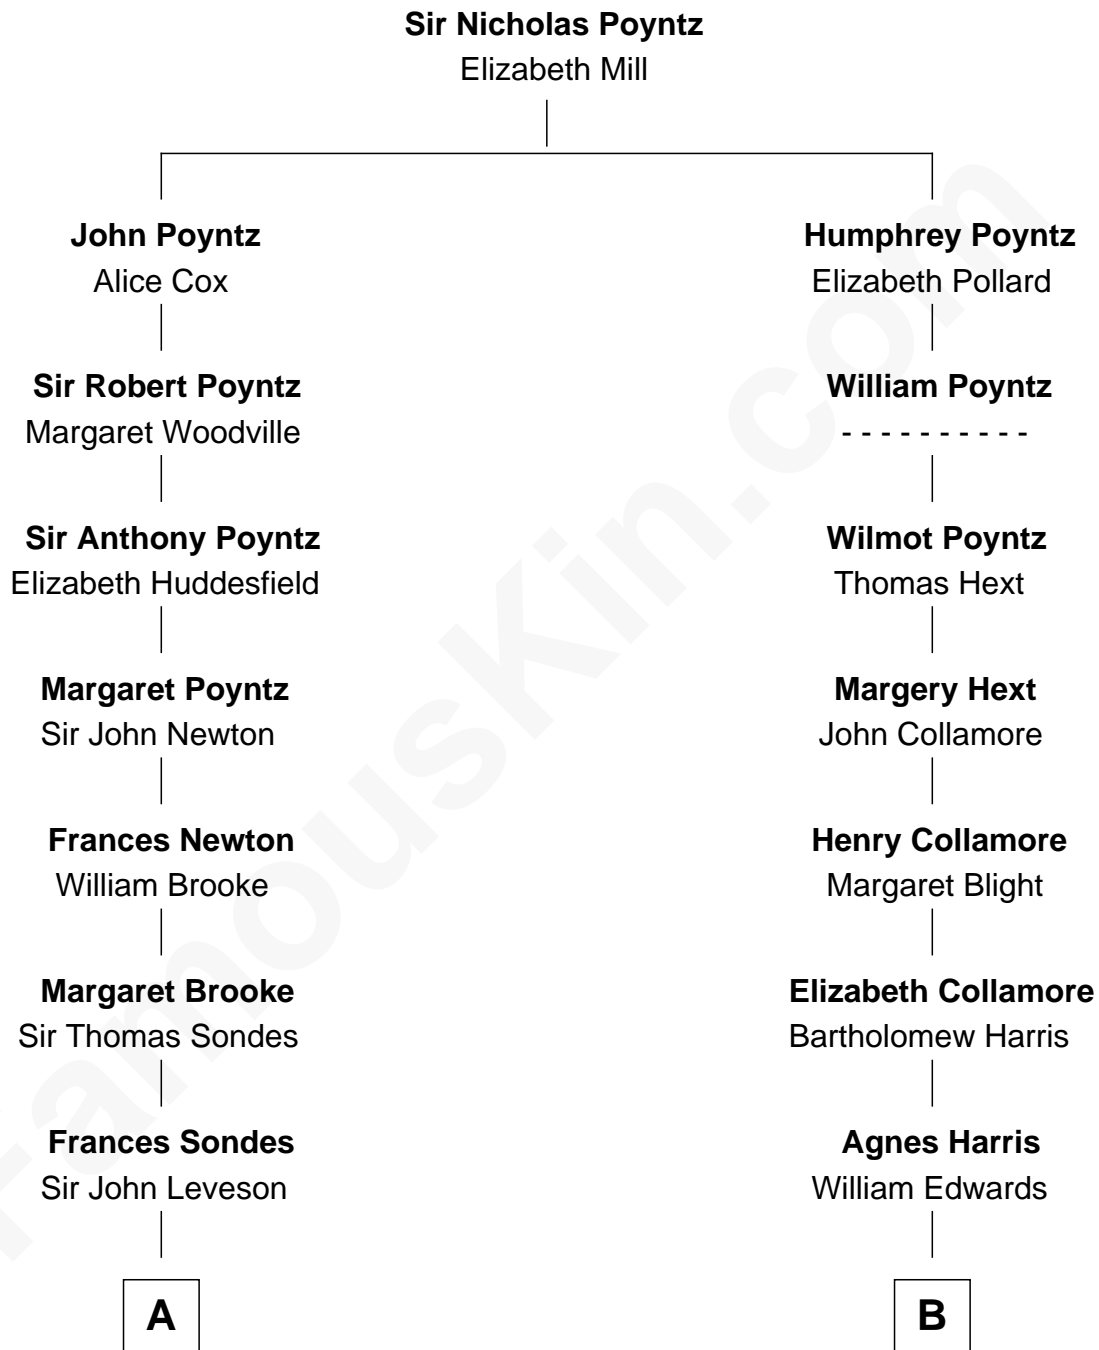 Sir Nicholas Poyntz
Elizabeth Mill
John Poyntz
Alice Cox
Humphrey Poyntz
Elizabeth Pollard
Sir Robert Poyntz
Margaret Woodville
William Poyntz
- - - - - - - - - -
Sir Anthony Poyntz
Elizabeth Huddesfield
Wilmot Poyntz
Thomas Hext
Margaret Poyntz
Sir John Newton
Margery Hext
John Collamore
Frances Newton
William Brooke
Henry Collamore
Margaret Blight
Margaret Brooke
Sir Thomas Sondes
Elizabeth Collamore
Bartholomew Harris
Frances Sondes
Sir John Leveson
Agnes Harris
William Edwards
A
B
FamousKin.com